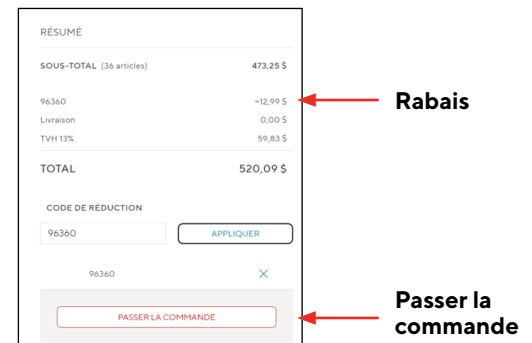 RÉSUMÉ
SOUS-TOTAL (36 articles) 473,25 $
96360 -12,99 $
Rabais
Livraison 0,00 $
TVH 13% 59,83 $
TOTAL 520,09 $
CODE DE RÉDUCTION
96360 APPLIQUER
96360
PASSER LA COMMANDE
Passer la
commande